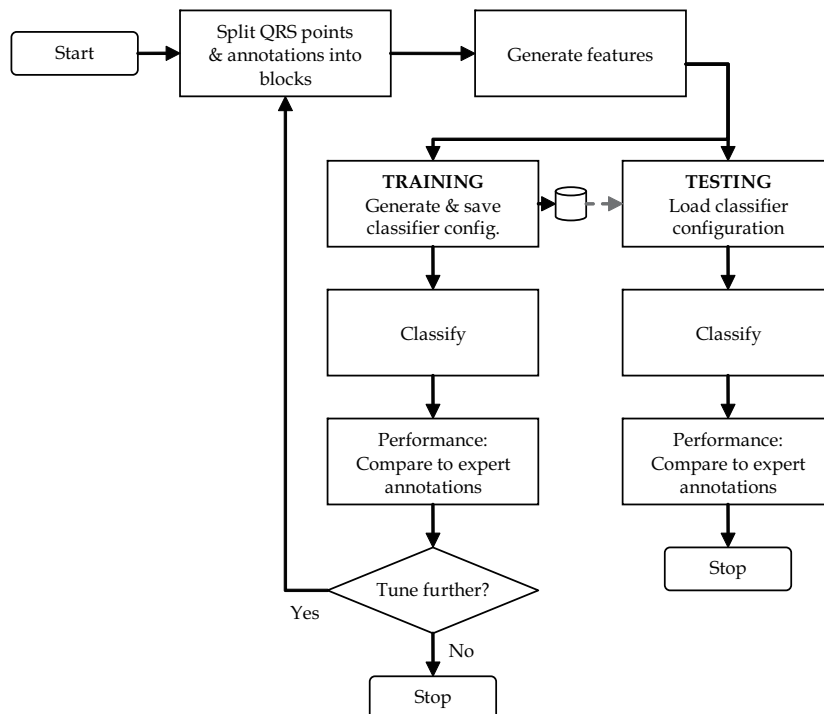 Start
Split QRS points
& annotations into
blocks
Generate features
TRAINING
Generate & save
classifier config.
TESTING
Load classifier
configuration
Classify
Classify
Performance:
Compare to expert
annotations
Performance:
Compare to expert
annotations
Tune further?
Yes
No
Stop
Stop